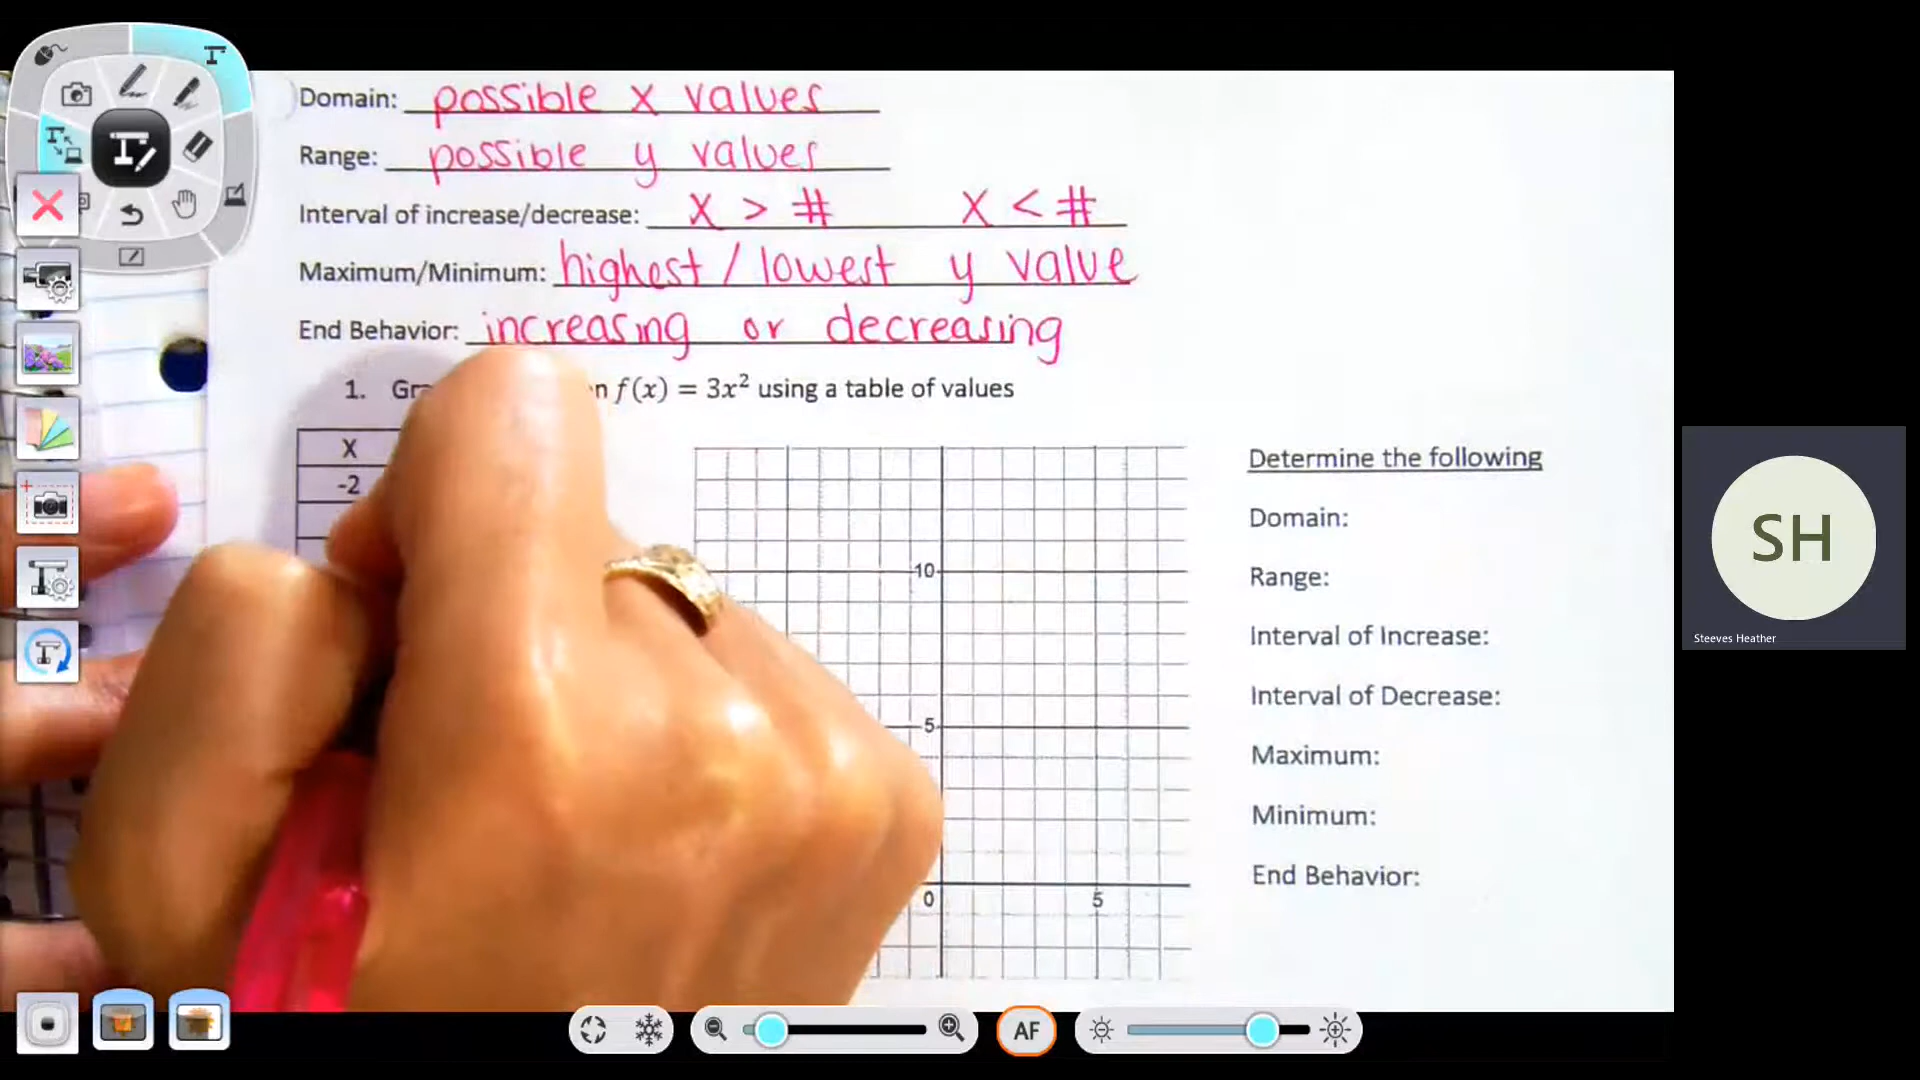 Domain: possible x values
Range: possible y values
Interval of increase/decrease: x > # x < #
Maximum/Minimum: highest / lowest y value
End Behavior: increasing or decreasing
1. f(x) = 3x² using a table of values
X
-2
10
5
0
5
Determine the following
Domain:
Range:
Interval of Increase:
Interval of Decrease:
Maximum:
Minimum:
End Behavior:
SH
Steeves Heather
AF